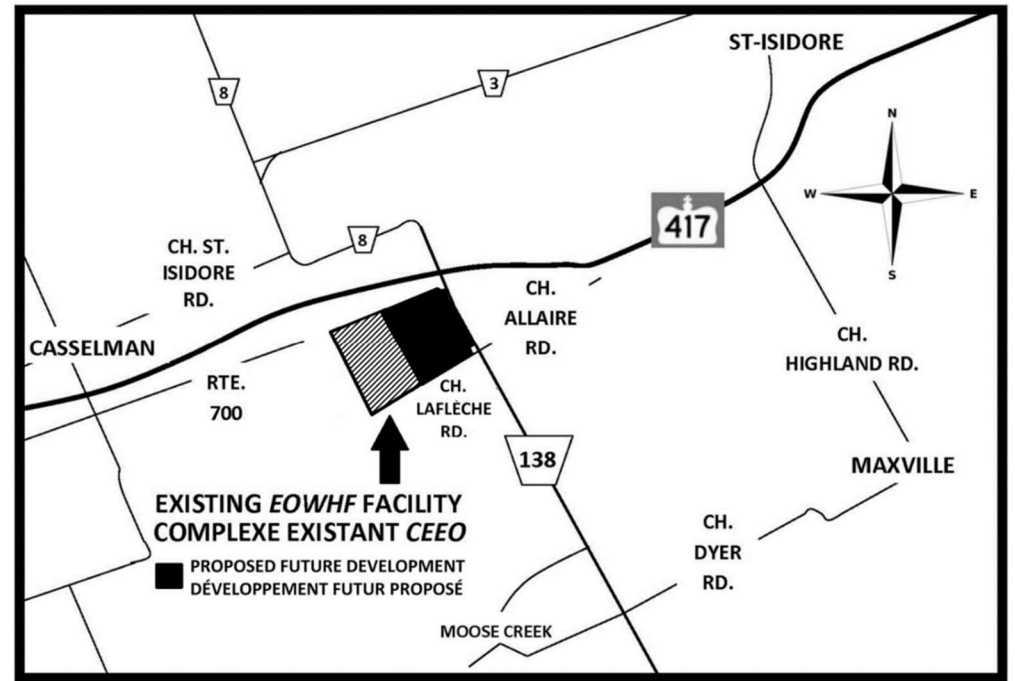 ST-ISIDORE
8
3
N
W
E
S
417
8
CH. ST.
ISIDORE
RD.
CH.
ALLAIRE
RD.
CASSELMAN
CH.
HIGHLAND RD.
RTE.
700
CH.
LAFLÈCHE
RD.
138
MAXVILLE
EXISTING EOWHF FACILITY
COMPLEXE EXISTANT CEEO
PROPOSED FUTURE DEVELOPMENT
DÉVELOPPEMENT FUTUR PROPOSÉ
CH.
DYER
RD.
MOOSE CREEK